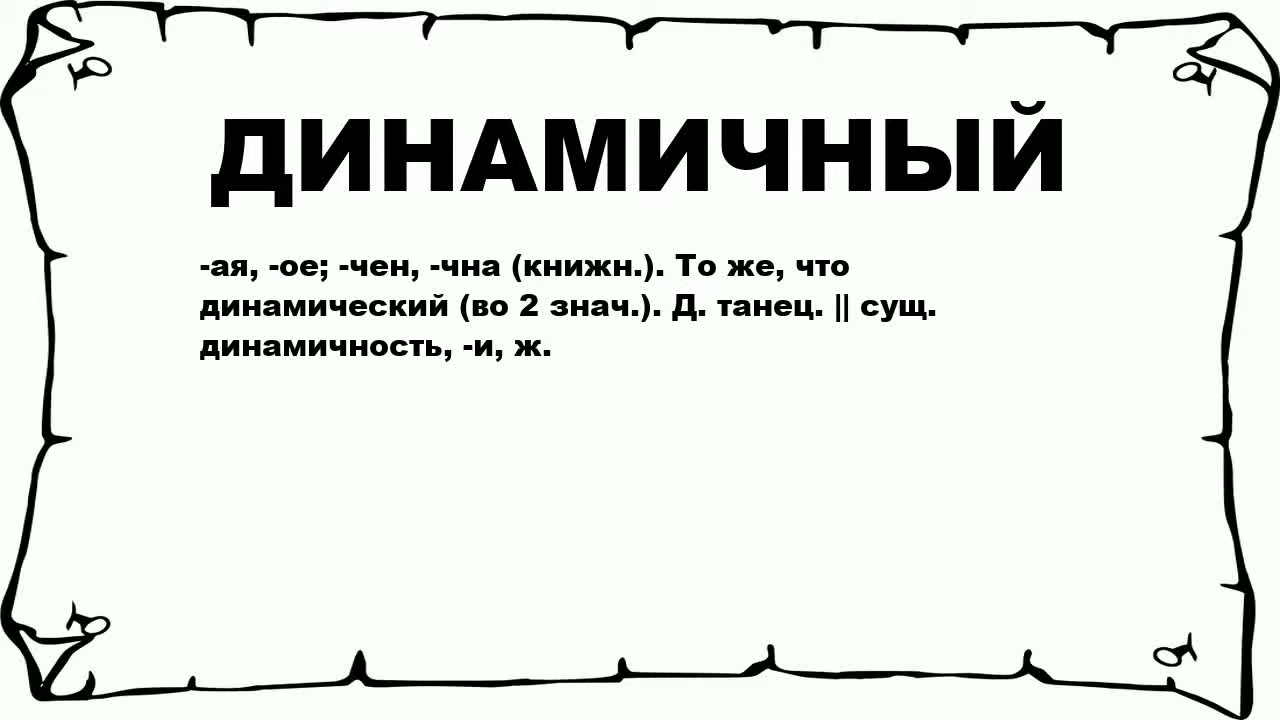 ДИНАМИЧНЫЙ
-ая, -ое; -чен, -чна (книжн.). То же, что
динамический (во 2 знач.). Д. танец. || сущ.
динамичность, -и, ж.